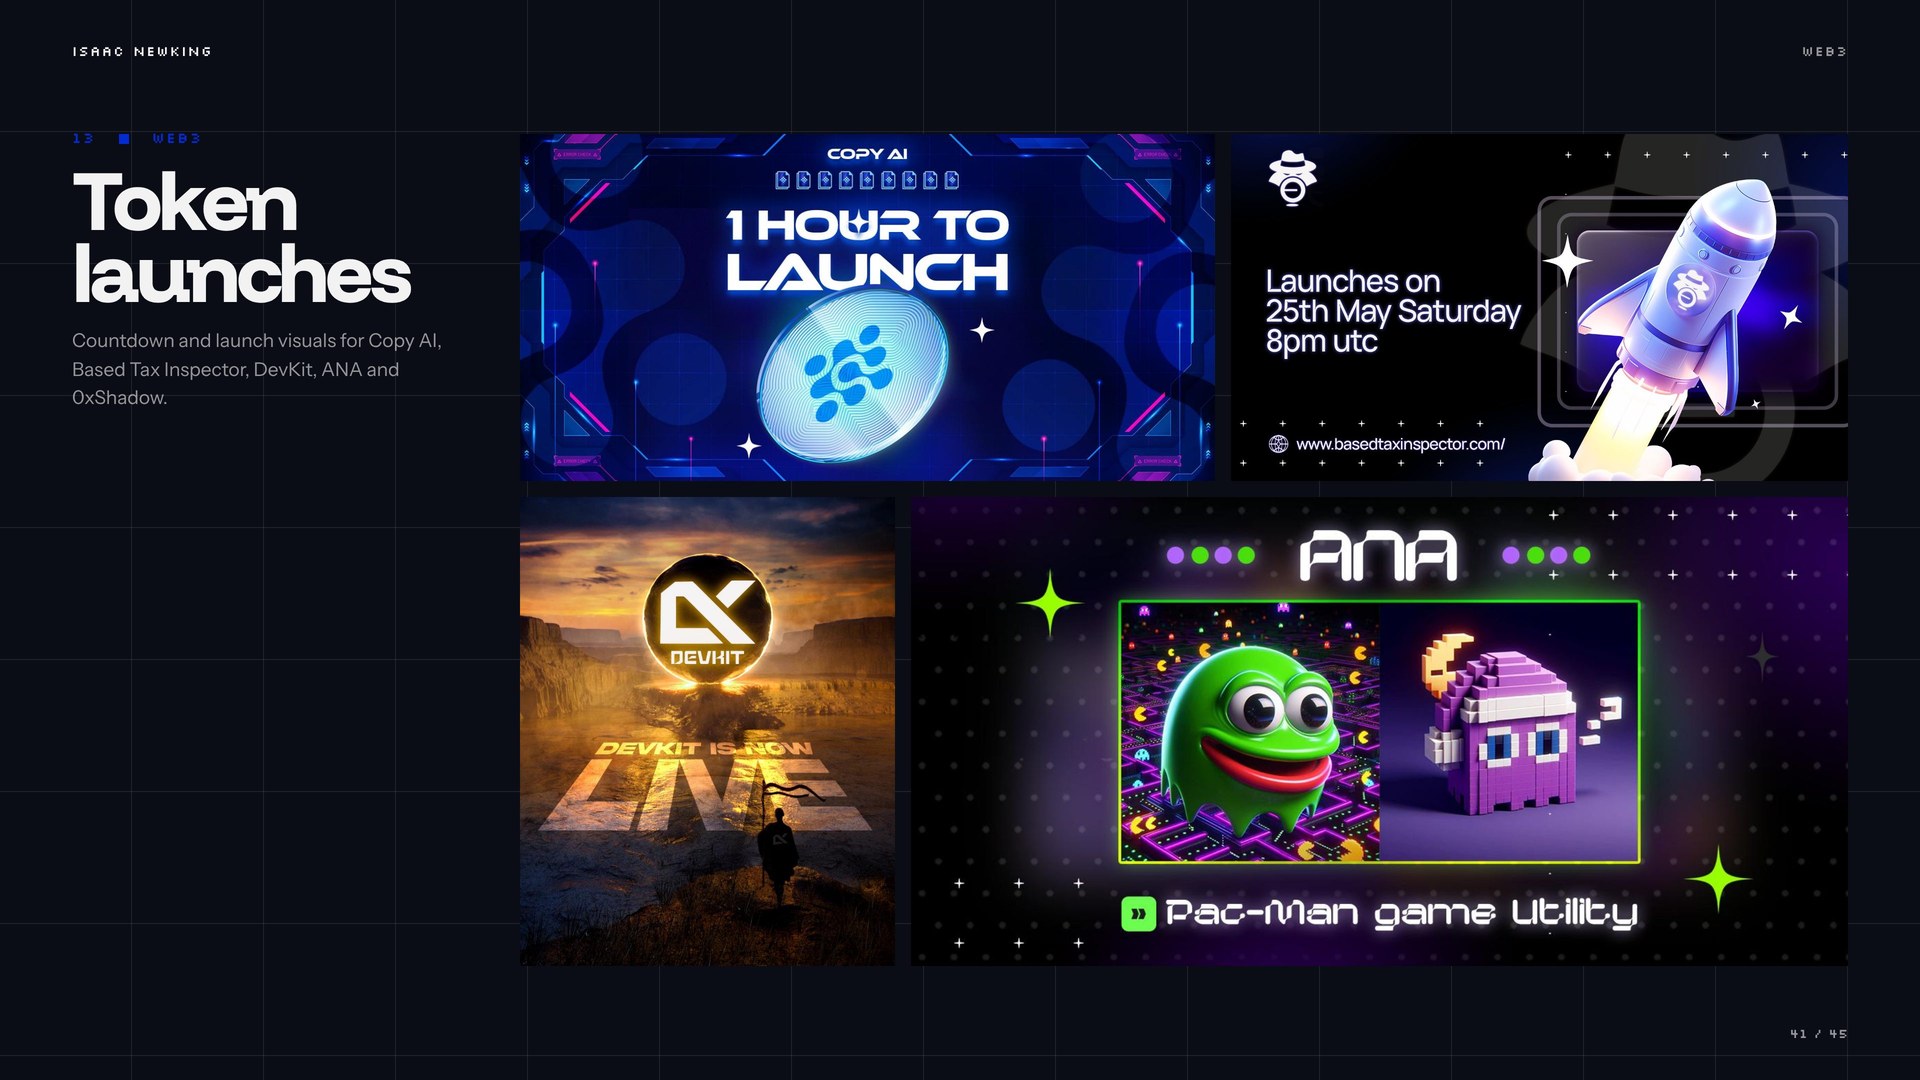 ISAAC NEWKING
WEB3
13 WEB3
Token
launches
Countdown and launch visuals for Copy AI,
Based Tax Inspector, DevKit, ANA and
0xShadow.
COPY AI
1 HOUR TO
LAUNCH
Launches on
25th May Saturday
8pm utc
www.basedtaxinspector.com/
DEVKIT
DEVKIT IS NOW
LIVE
ANA
Pac-Man game Utility
41 / 45